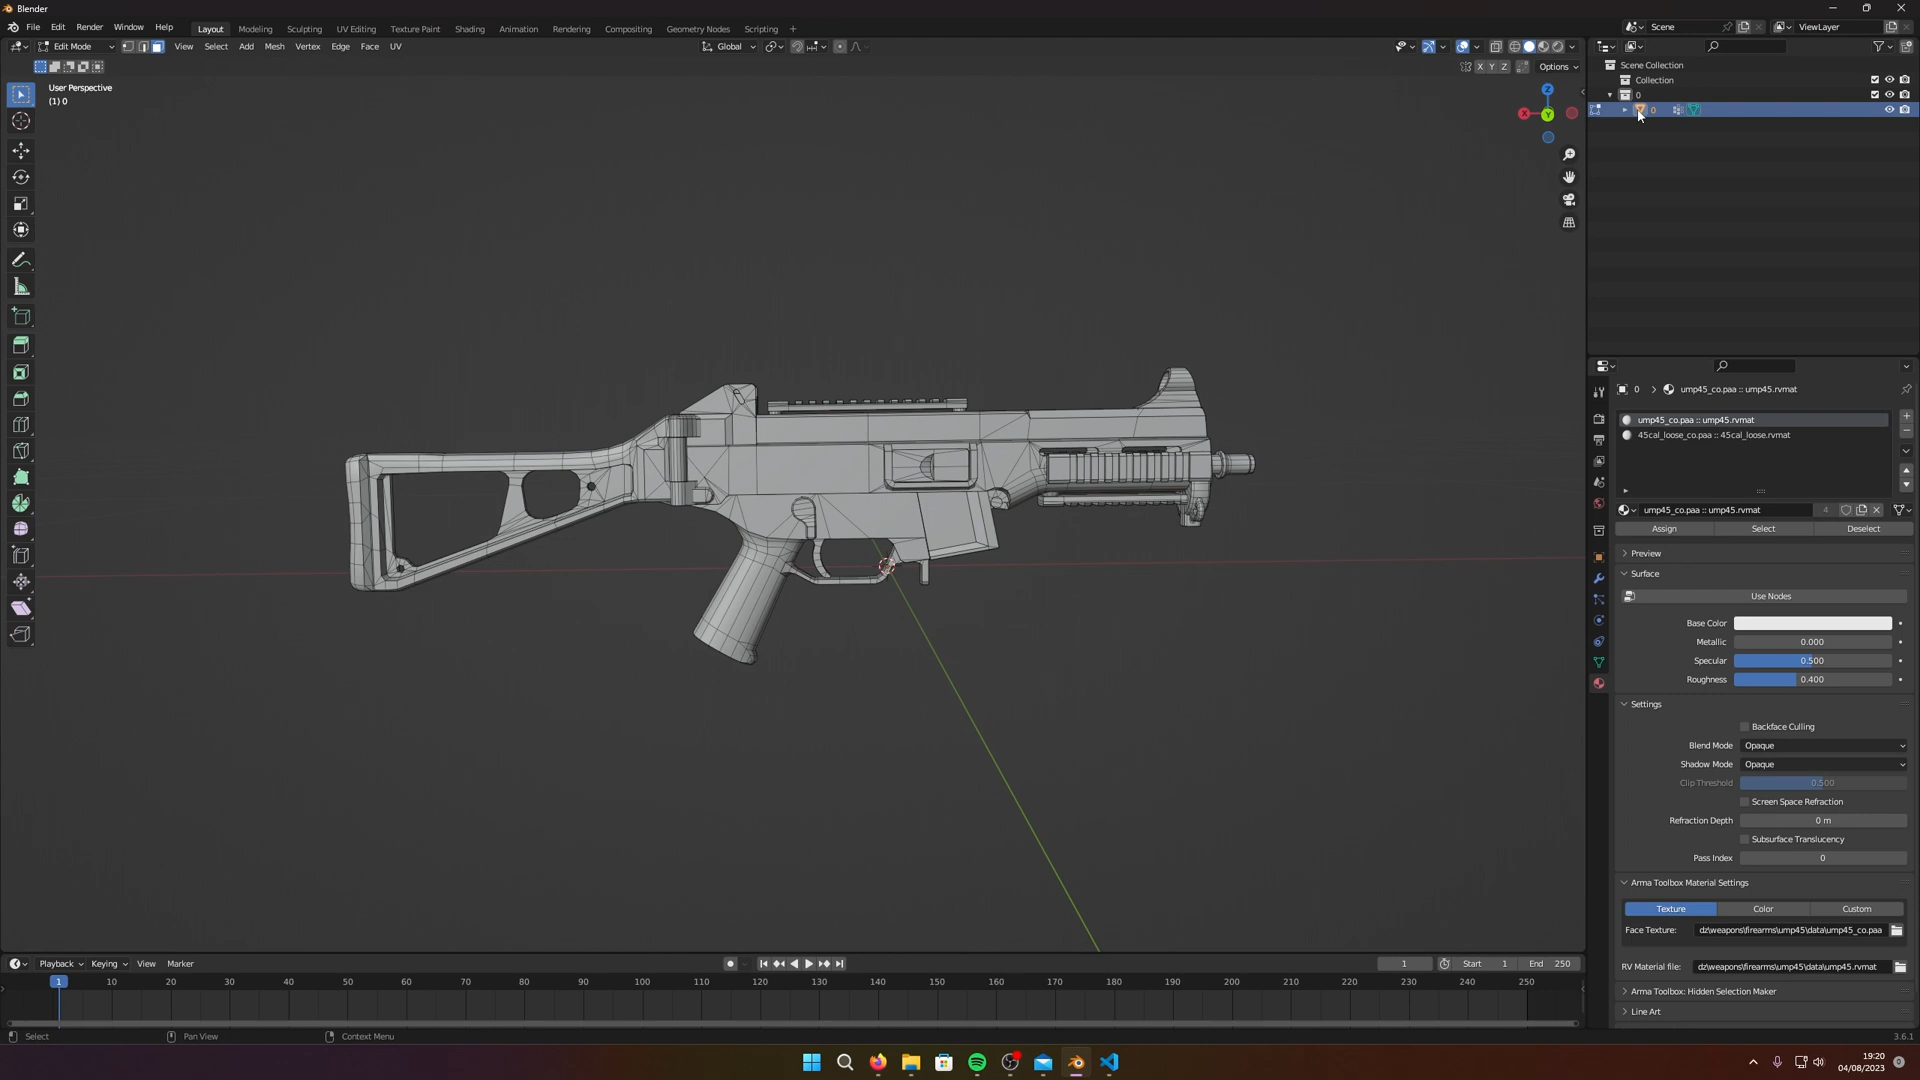 Blender
File Edit Render Window Help Layout Modeling Sculpting UV Editing Texture Paint Shading Animation Rendering Compositing Geometry Nodes Scripting + Scene ViewLayer
Edit Mode View Select Add Mesh Vertex Edge Face UV Global
X Y Z Options
User Perspective
(1) 0
Z
X Y
Scene Collection
Collection
0
0
0 ump45_co.paa :: ump45.rvmat
ump45_co.paa :: ump45.rvmat
45cal_loose_co.paa :: 45cal_loose.rvmat
ump45_co.paa :: ump45.rvmat 4
Assign Select Deselect
Preview
Surface
Use Nodes
Base Color
Metallic 0.000
Specular 0.500
Roughness 0.400
Settings
Backface Culling
Blend Mode Opaque
Shadow Mode Opaque
Clip Threshold 0.500
Screen Space Refraction
Refraction Depth 0 m
Subsurface Translucency
Pass Index 0
Arma Toolbox Material Settings
Texture Color Custom
Face Texture: dz\weapons\firearms\ump45\data\ump45_co.paa
RV Material file: dz\weapons\firearms\ump45\data\ump45.rvmat
Arma Toolbox: Hidden Selection Maker
Line Art
Playback Keying View Marker 1 Start 1 End 250
1 10 20 30 40 50 60 70 80 90 100 110 120 130 140 150 160 170 180 190 200 210 220 230 240 250
Select Pan View Context Menu 3.6.1
19:20
04/08/2023